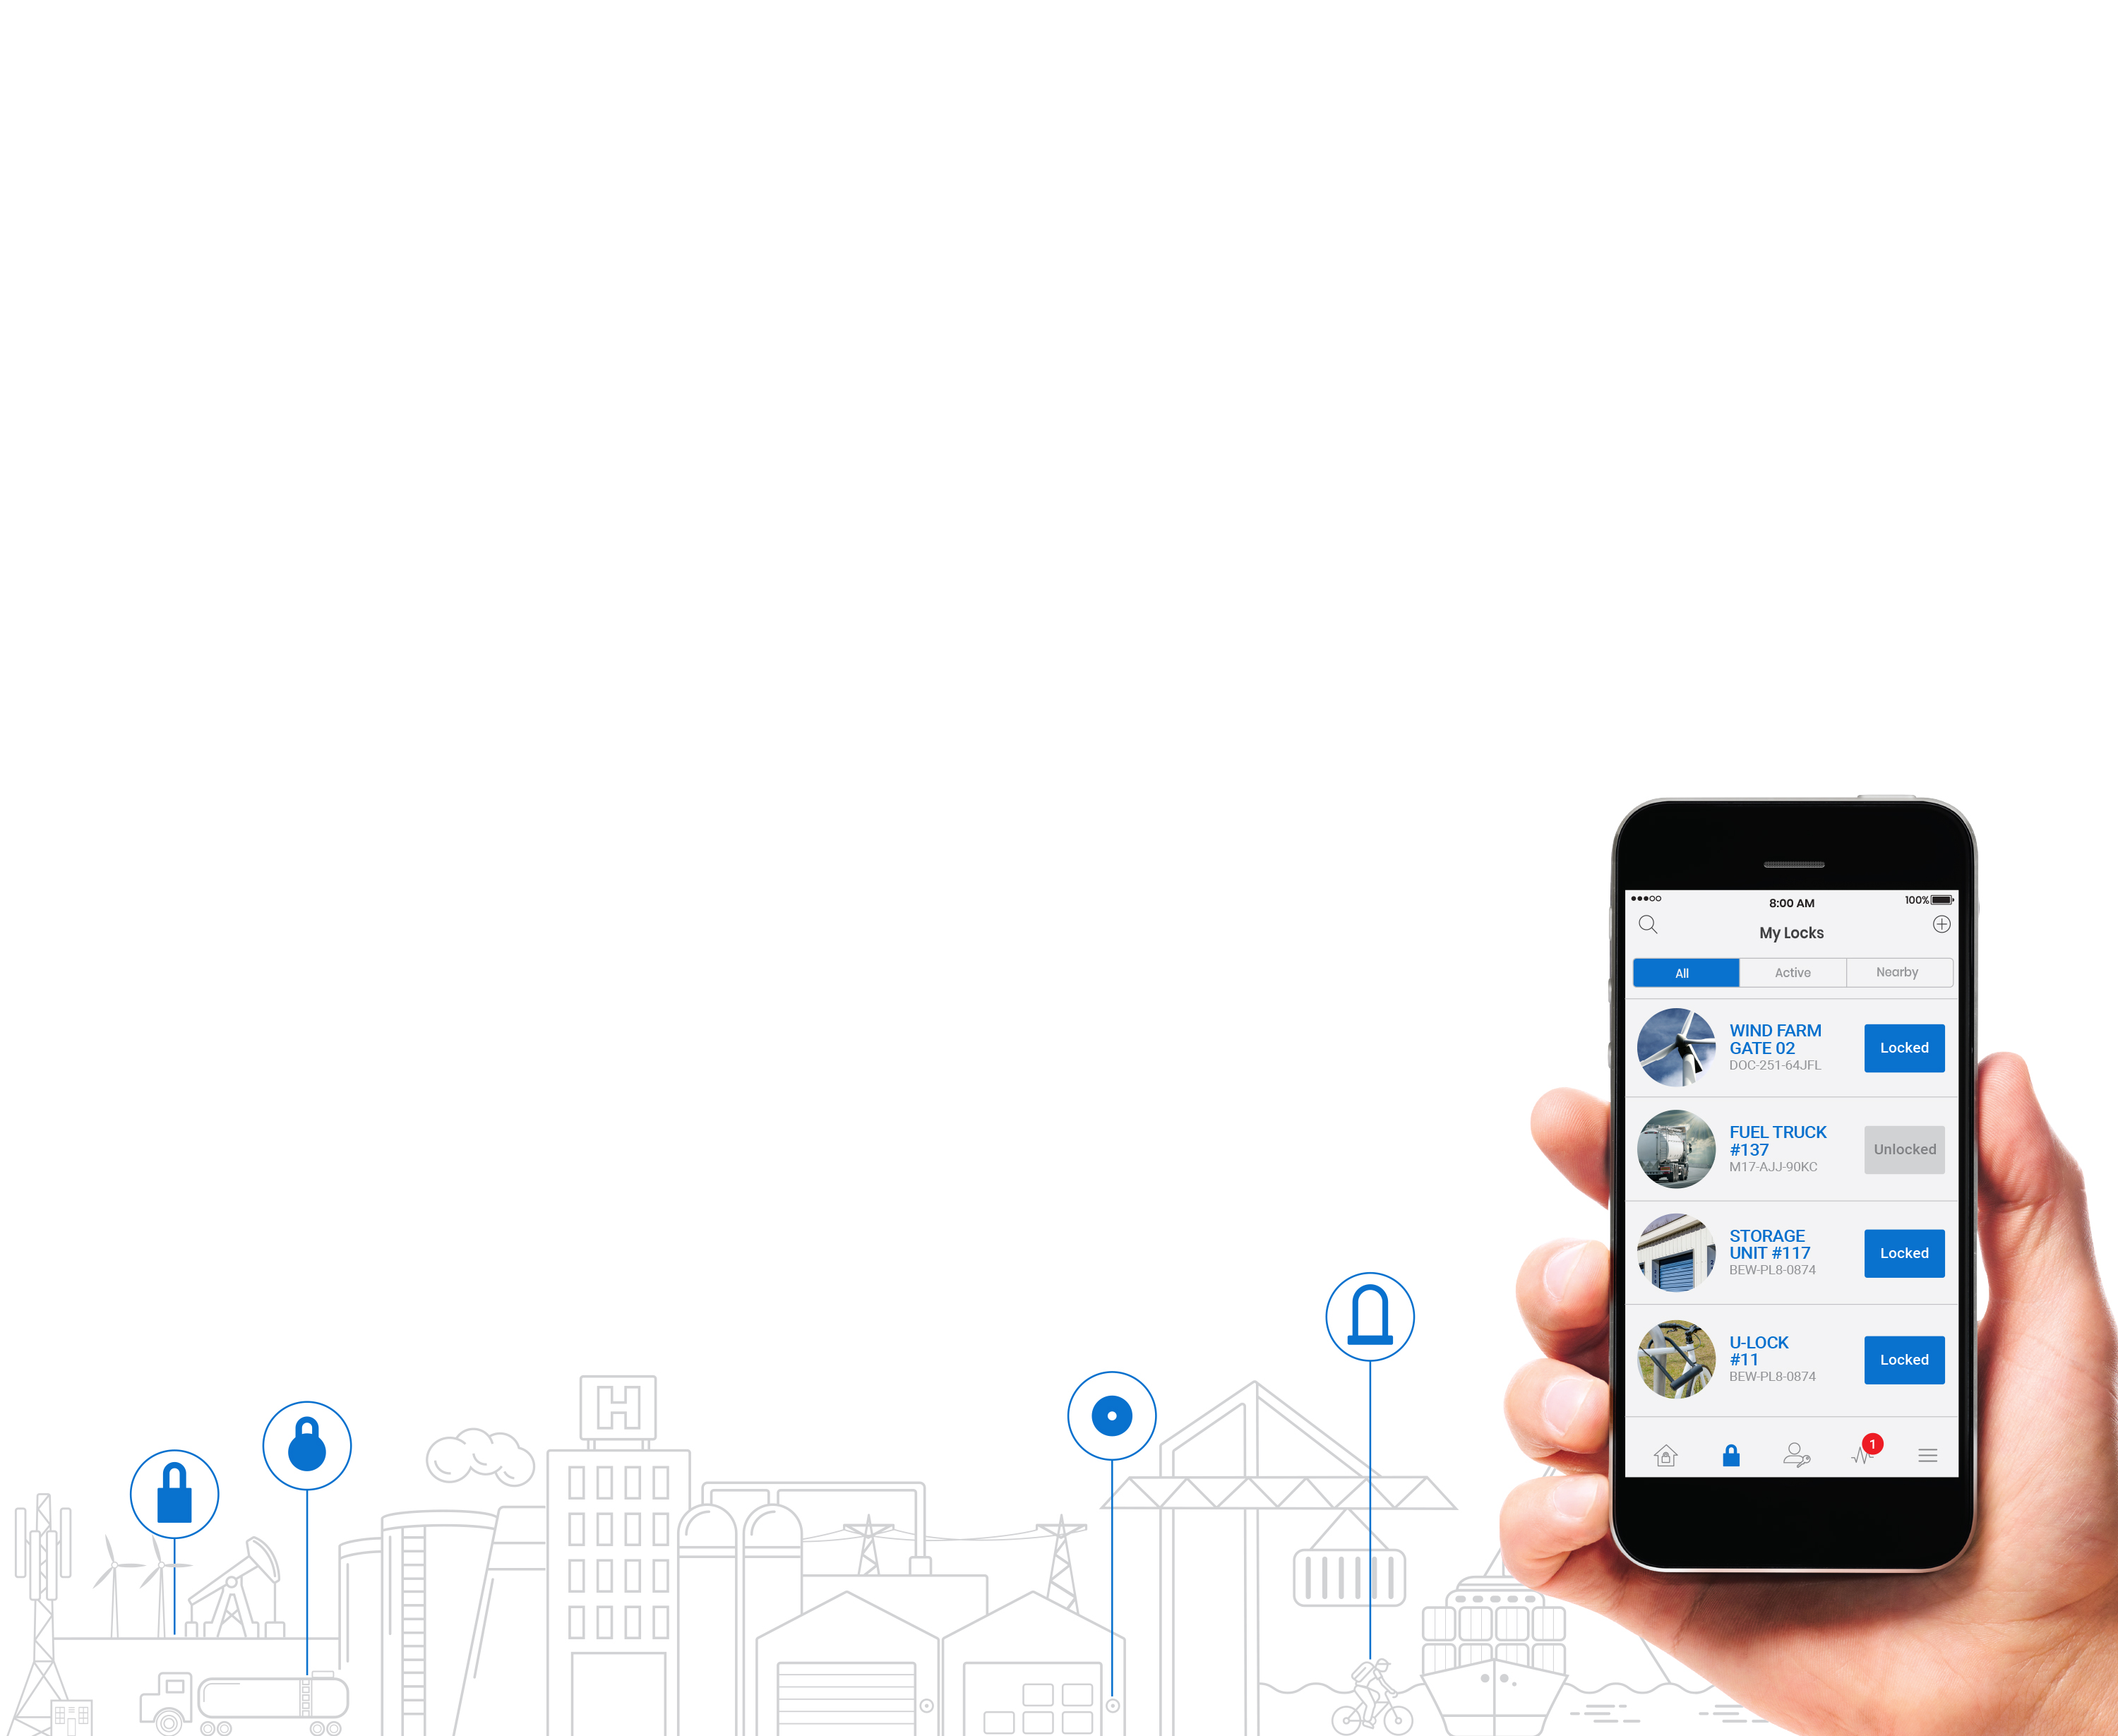 8:00 AM
100%
My Locks
All
Active
Nearby
WIND FARM
GATE 02
DOC-251-64JFL
Locked
FUEL TRUCK
#137
M17-AJJ-90KC
Unlocked
STORAGE
UNIT #117
BEW-PL8-0874
Locked
U-LOCK
#11
BEW-PL8-0874
Locked
1
H